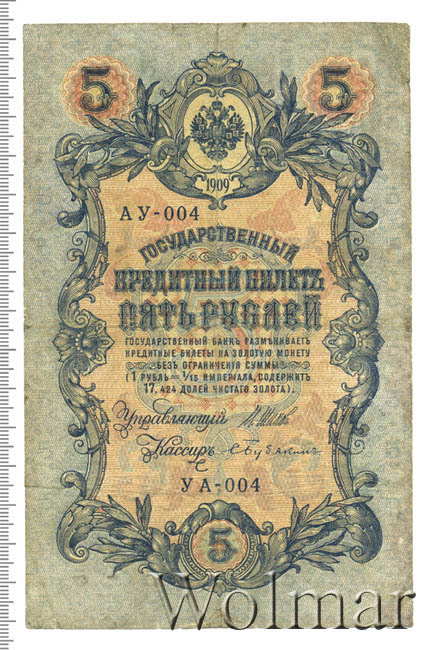 5 5
1909
АУ-004
ГОСУДАРСТВЕННЫЙ
КРЕДИТНЫЙ БИЛЕТЪ
ПЯТЬ РУБЛЕЙ
ГОСУДАРСТВЕННЫЙ БАНКЪ РАЗМѢНИВАЕТЪ
КРЕДИТНЫЕ БИЛЕТЫ НА ЗОЛОТУЮ МОНЕТУ
БЕЗЪ ОГРАНИЧЕНІЯ СУММЫ
(1 РУБЛЬ = 1/15 ИМПЕРІАЛА, СОДЕРЖИТЪ
17,424 ДОЛЕЙ ЧИСТАГО ЗОЛОТА).
Управляющій
Кассиръ
УА-004
5
Wolmar